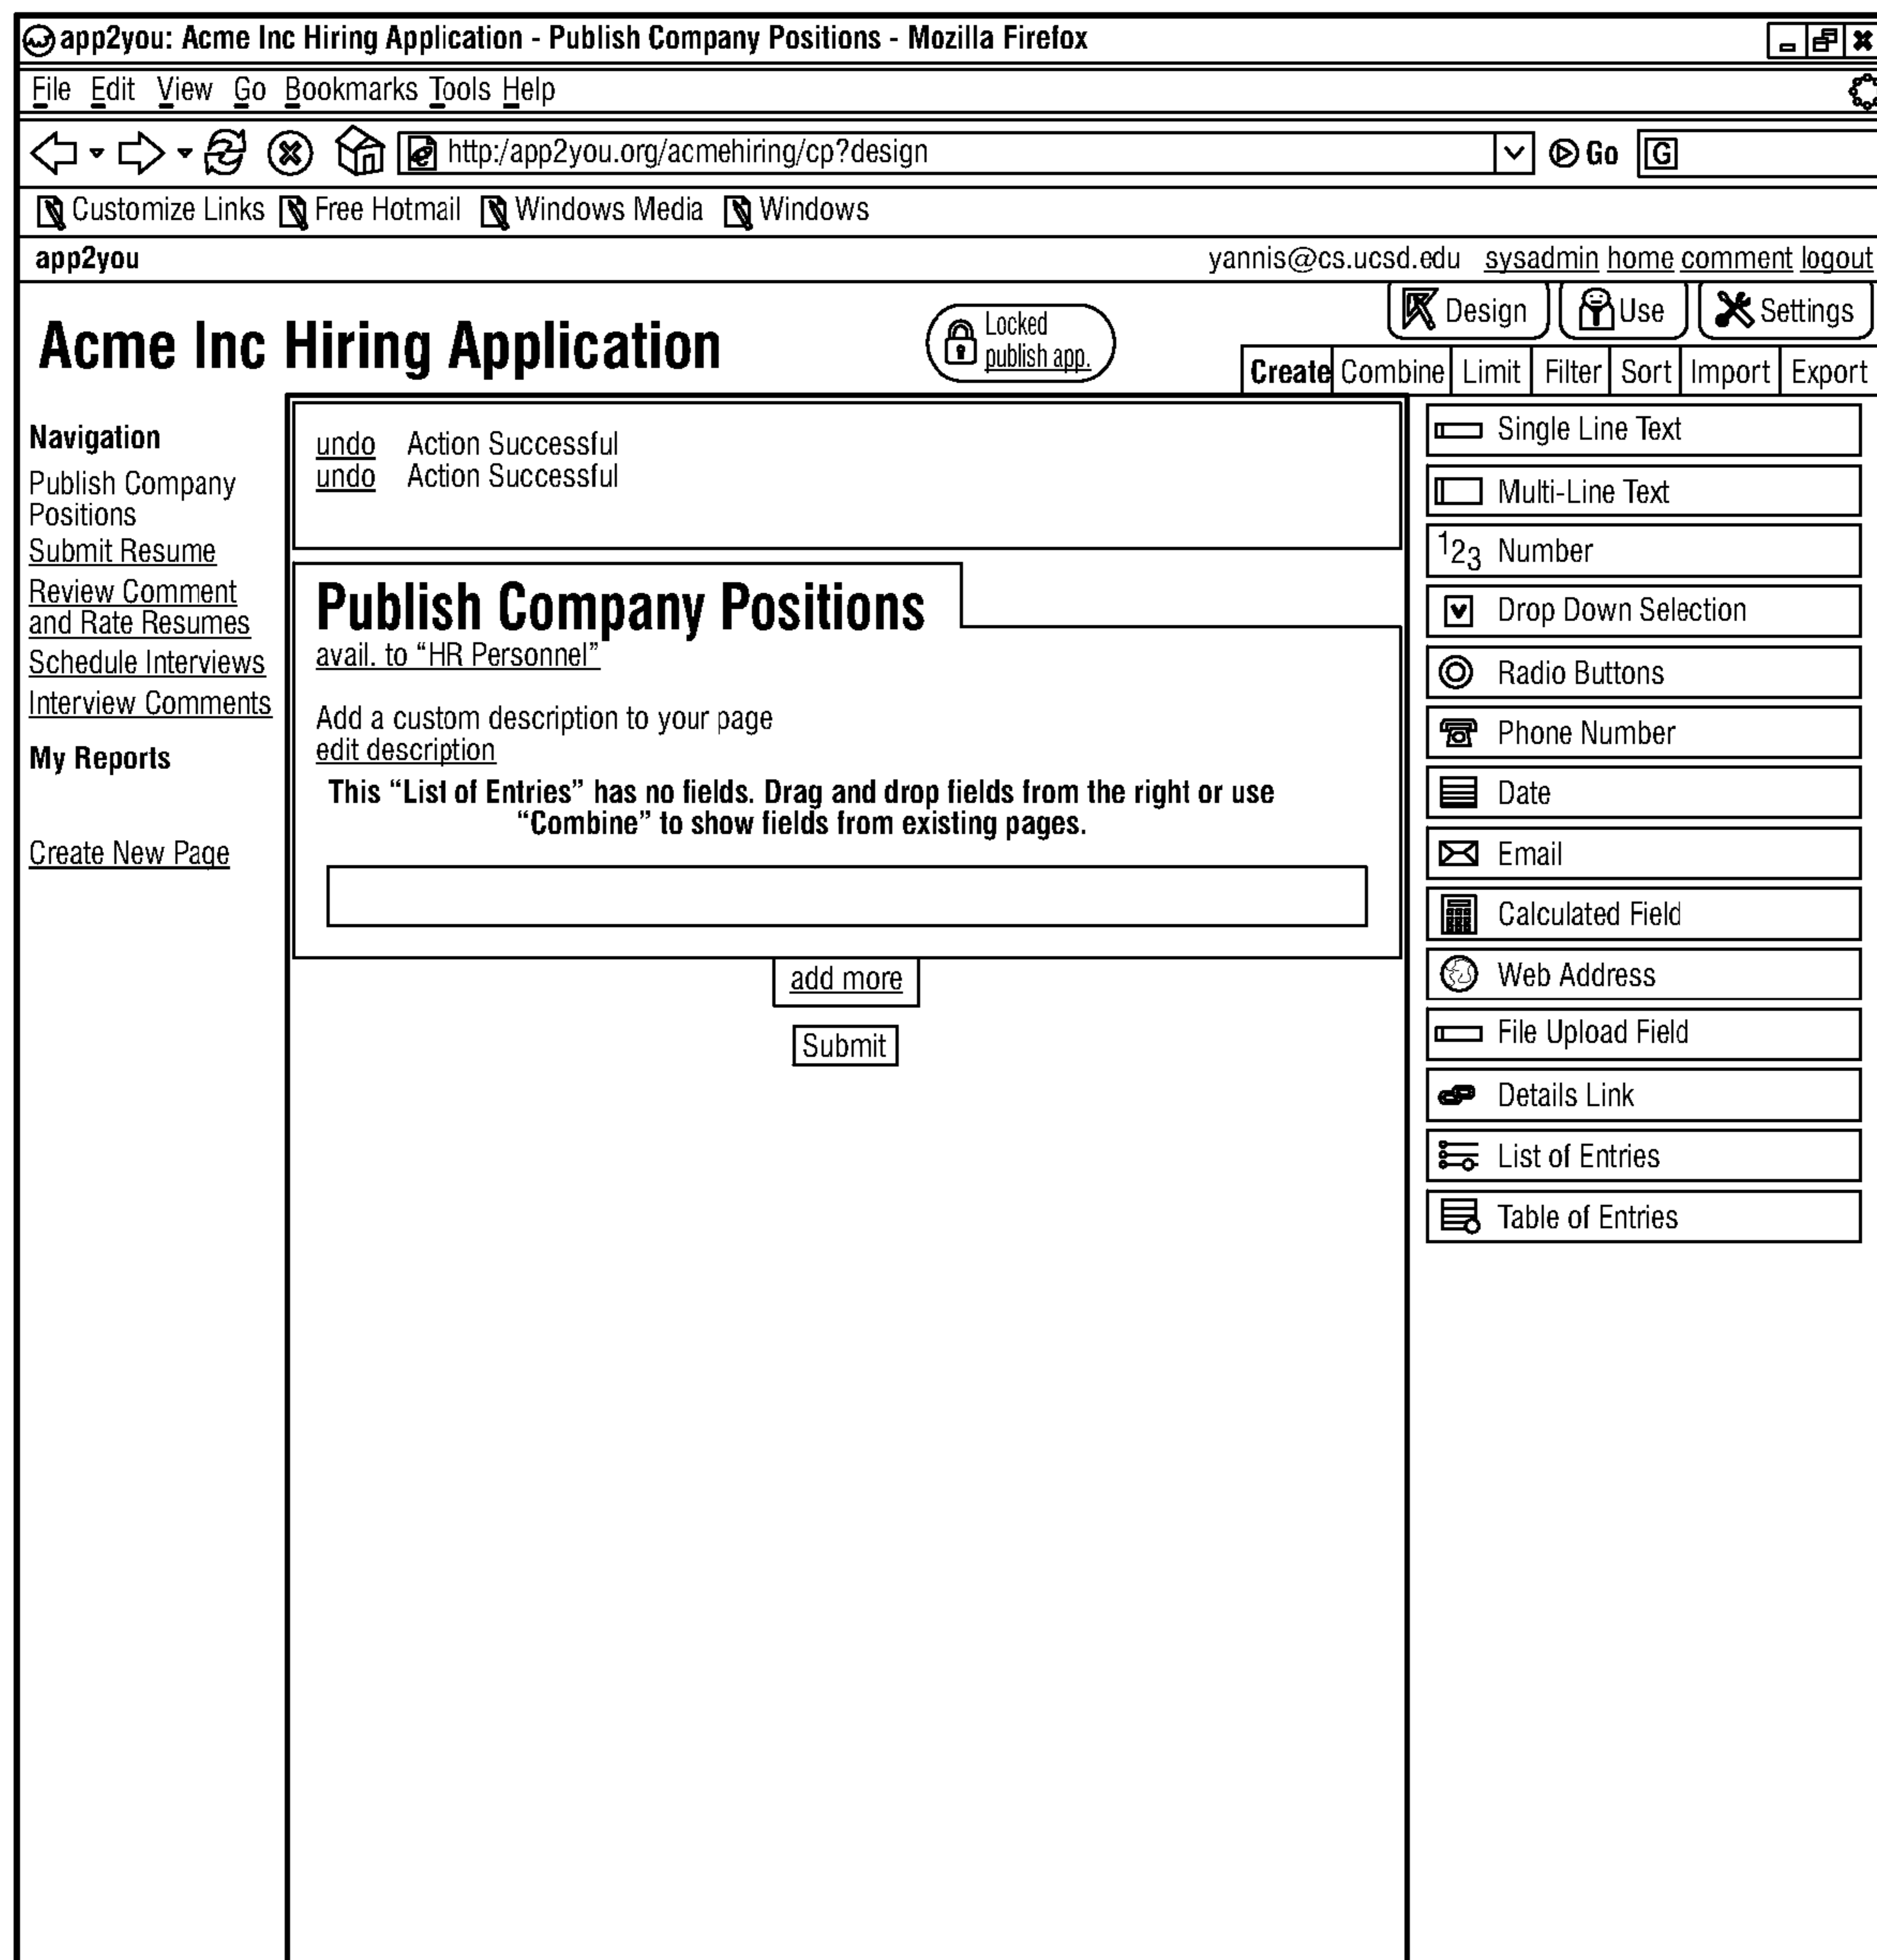 app2you: Acme Inc Hiring Application - Publish Company Positions - Mozilla Firefox
File Edit View Go Bookmarks Tools Help
http:/app2you.org/acmehiring/cp?design
Go
G
Customize Links Free Hotmail Windows Media Windows
app2you
yannis@cs.ucsd.edu sysadmin home comment logout
Acme Inc Hiring Application
Locked
publish app.
Design Use Settings
Create Combine Limit Filter Sort Import Export
Navigation
Publish Company
Positions
Submit Resume
Review Comment
and Rate Resumes
Schedule Interviews
Interview Comments
My Reports
Create New Page
undo Action Successful
undo Action Successful
Publish Company Positions
avail. to “HR Personnel”
Add a custom description to your page
edit description
This “List of Entries” has no fields. Drag and drop fields from the right or use
“Combine” to show fields from existing pages.
add more
Submit
Single Line Text
Multi-Line Text
123 Number
Drop Down Selection
Radio Buttons
Phone Number
Date
Email
Calculated Field
Web Address
File Upload Field
Details Link
List of Entries
Table of Entries